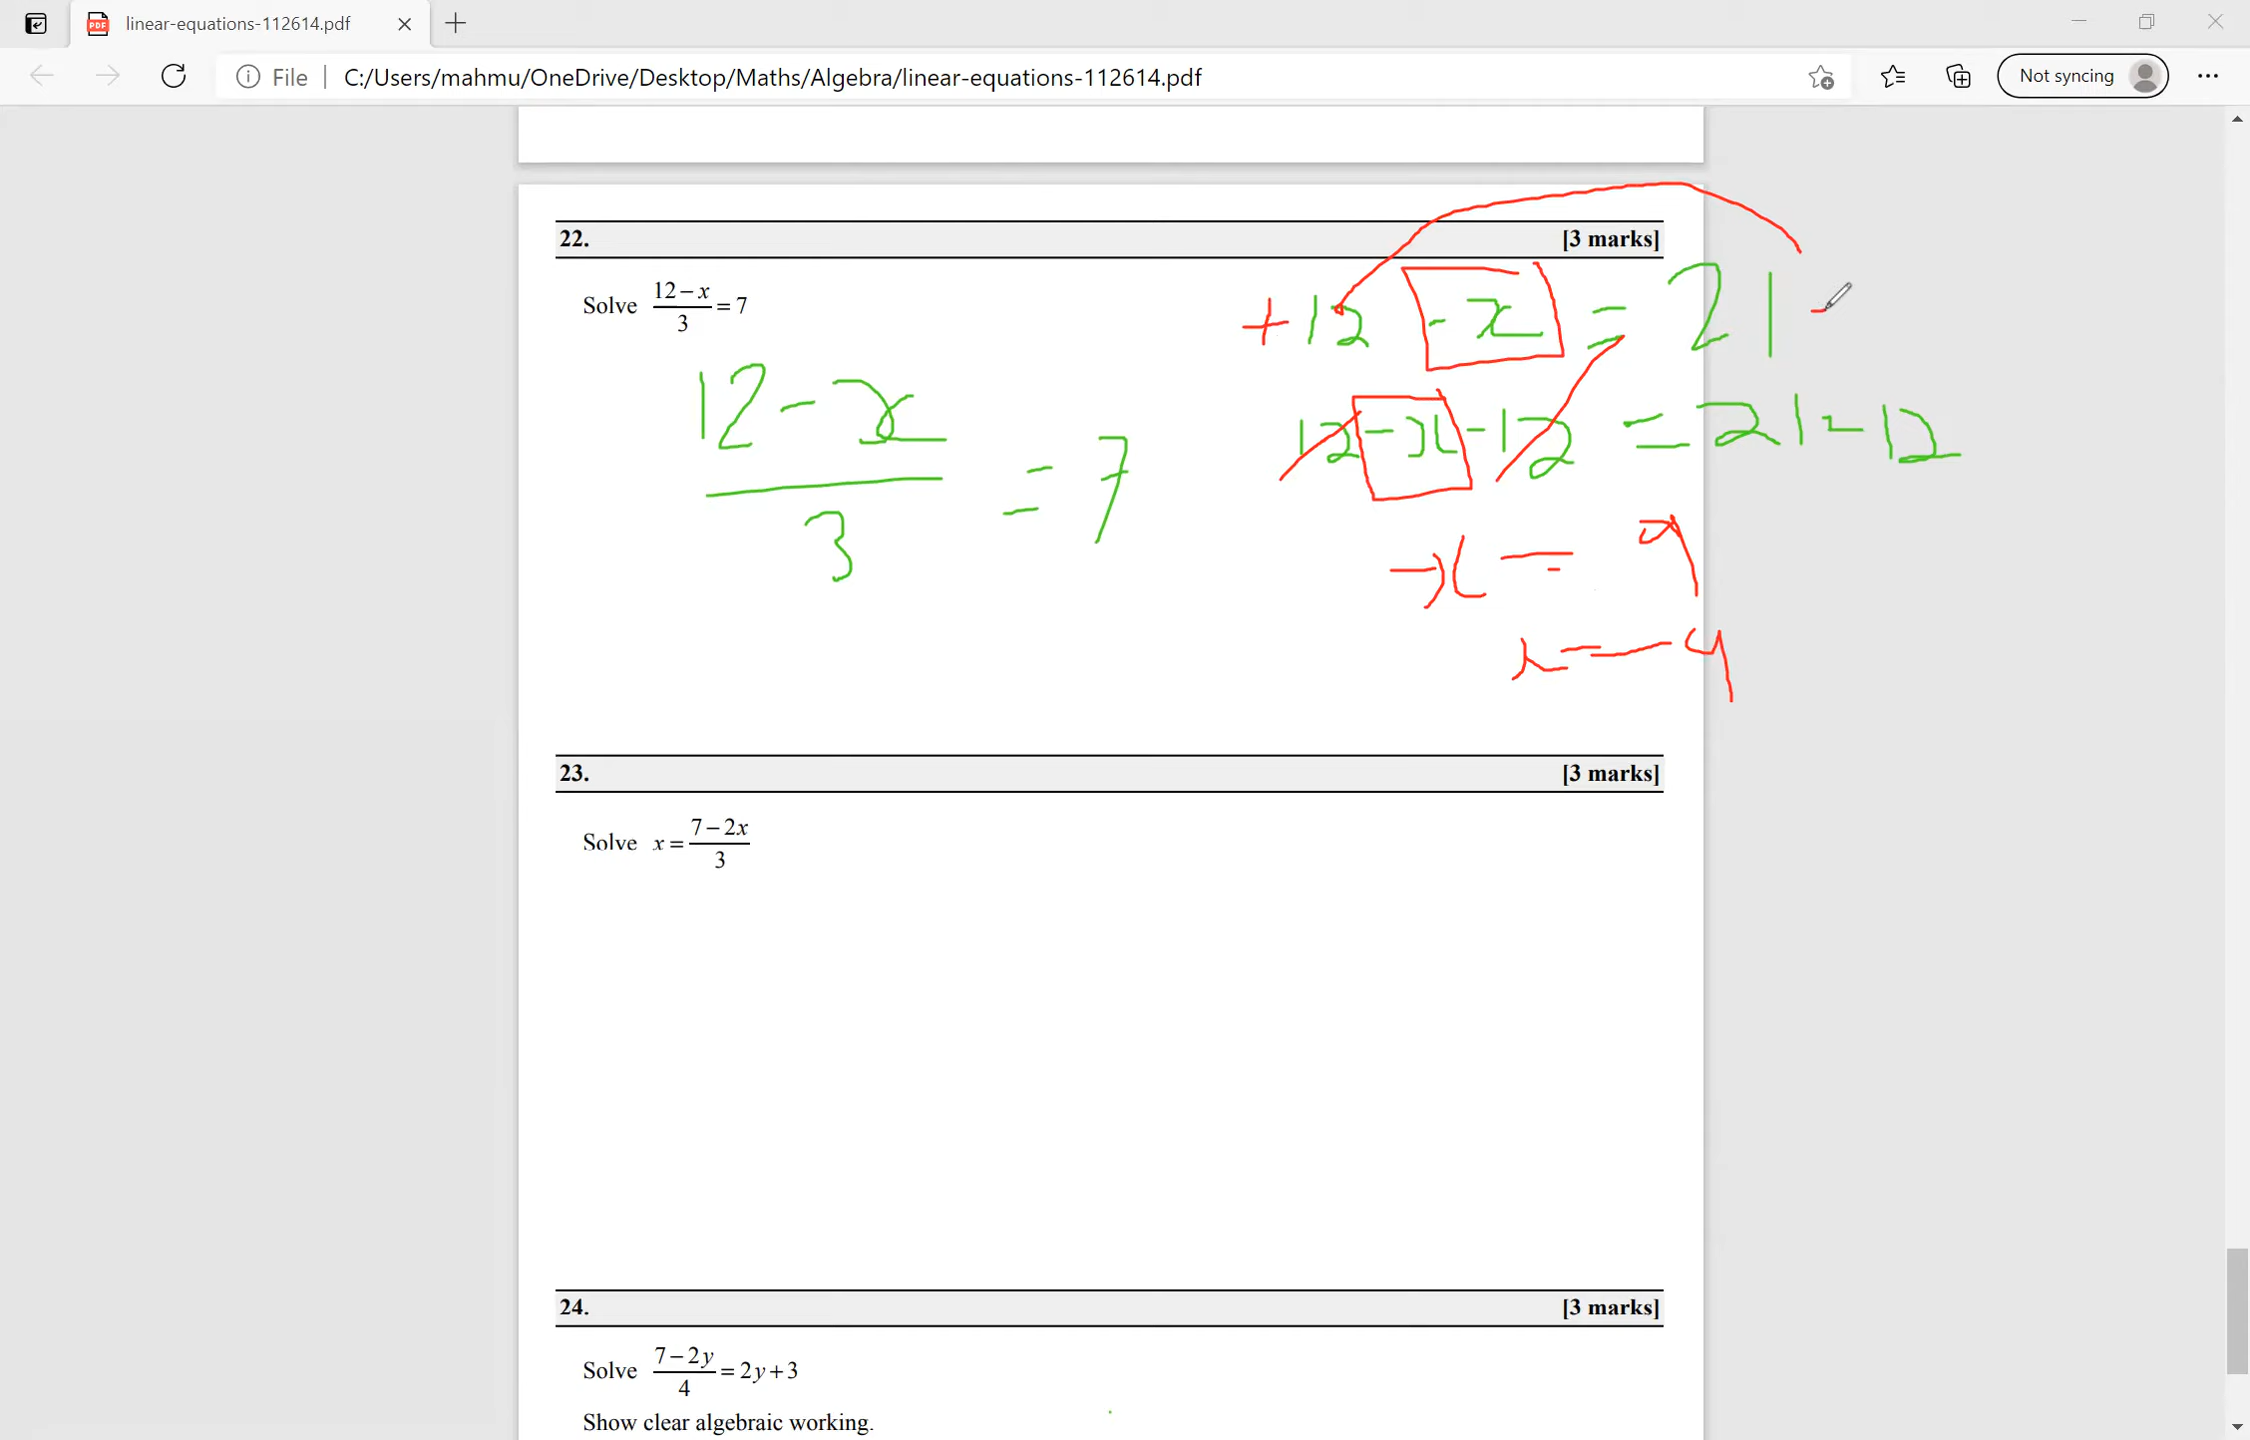 linear-equations-112614.pdf
File | C:/Users/mahmu/OneDrive/Desktop/Maths/Algebra/linear-equations-112614.pdf
Not syncing
22. [3 marks]
Solve (12 − x)/3 = 7
(12 - x)/3 = 7
+12 - x = 21 -
12 - x - 12 = 21 - 12
-x = 9
x = -9
23. [3 marks]
Solve x = (7 − 2x)/3
24. [3 marks]
Solve (7 − 2y)/4 = 2y + 3
Show clear algebraic working.